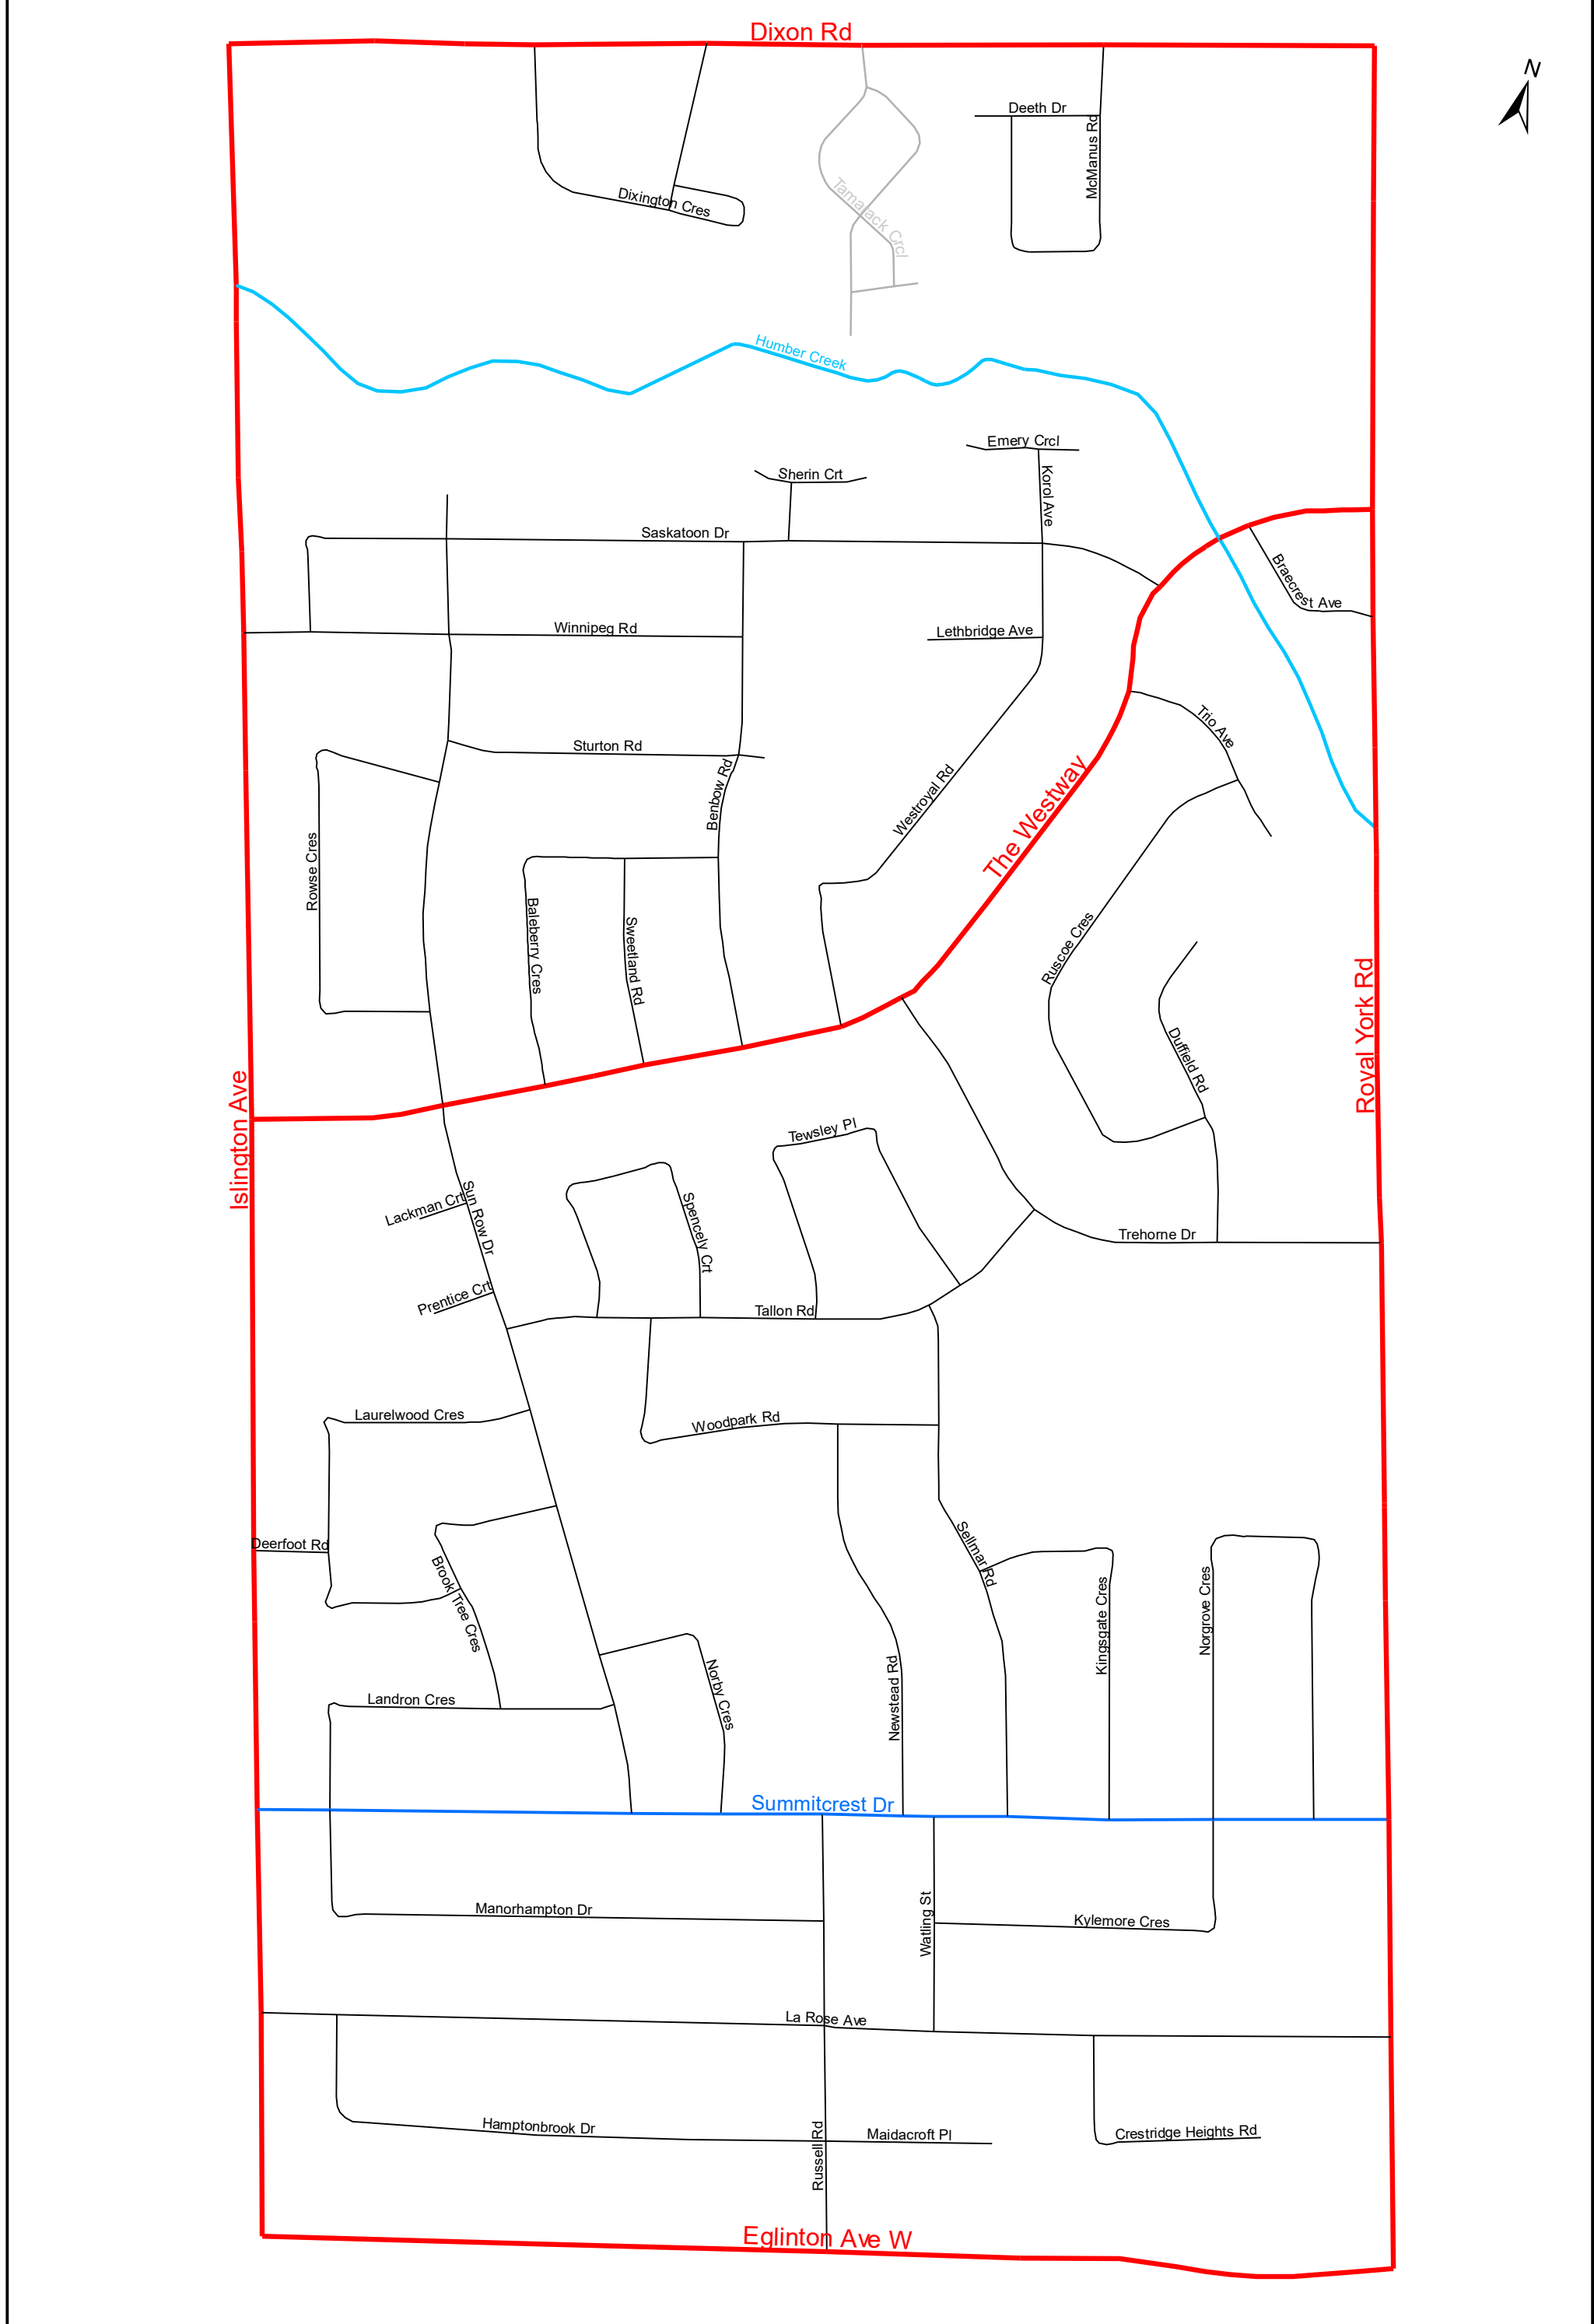 Dixon Rd
N
Deeth Dr
McManus Rd
Dixington Cres
Tamarack Crcl
Humber Creek
Emery Crcl
Sherin Crt
Korol Ave
Saskatoon Dr
Braecrest Ave
Winnipeg Rd
Lethbridge Ave
Trio Ave
Sturton Rd
Benbow Rd
Westroyal Rd
The Westway
Rowse Cres
Baleberry Cres
Sweetland Rd
Ruscoe Cres
Royal York Rd
Duffield Rd
Islington Ave
Tewsley Pl
Lackman Crt
Sun Row Dr
Spencely Crt
Trehorne Dr
Prentice Crt
Tallon Rd
Laurelwood Cres
Woodpark Rd
Deerfoot Rd
Brook Tree Cres
Sellmar Rd
Kingsgate Cres
Norgrove Cres
Norby Cres
Newstead Rd
Landron Cres
Summitcrest Dr
Manorhampton Dr
Watling St
Kylemore Cres
La Rose Ave
Hamptonbrook Dr
Russell Rd
Maidacroft Pl
Crestridge Heights Rd
Eglinton Ave W